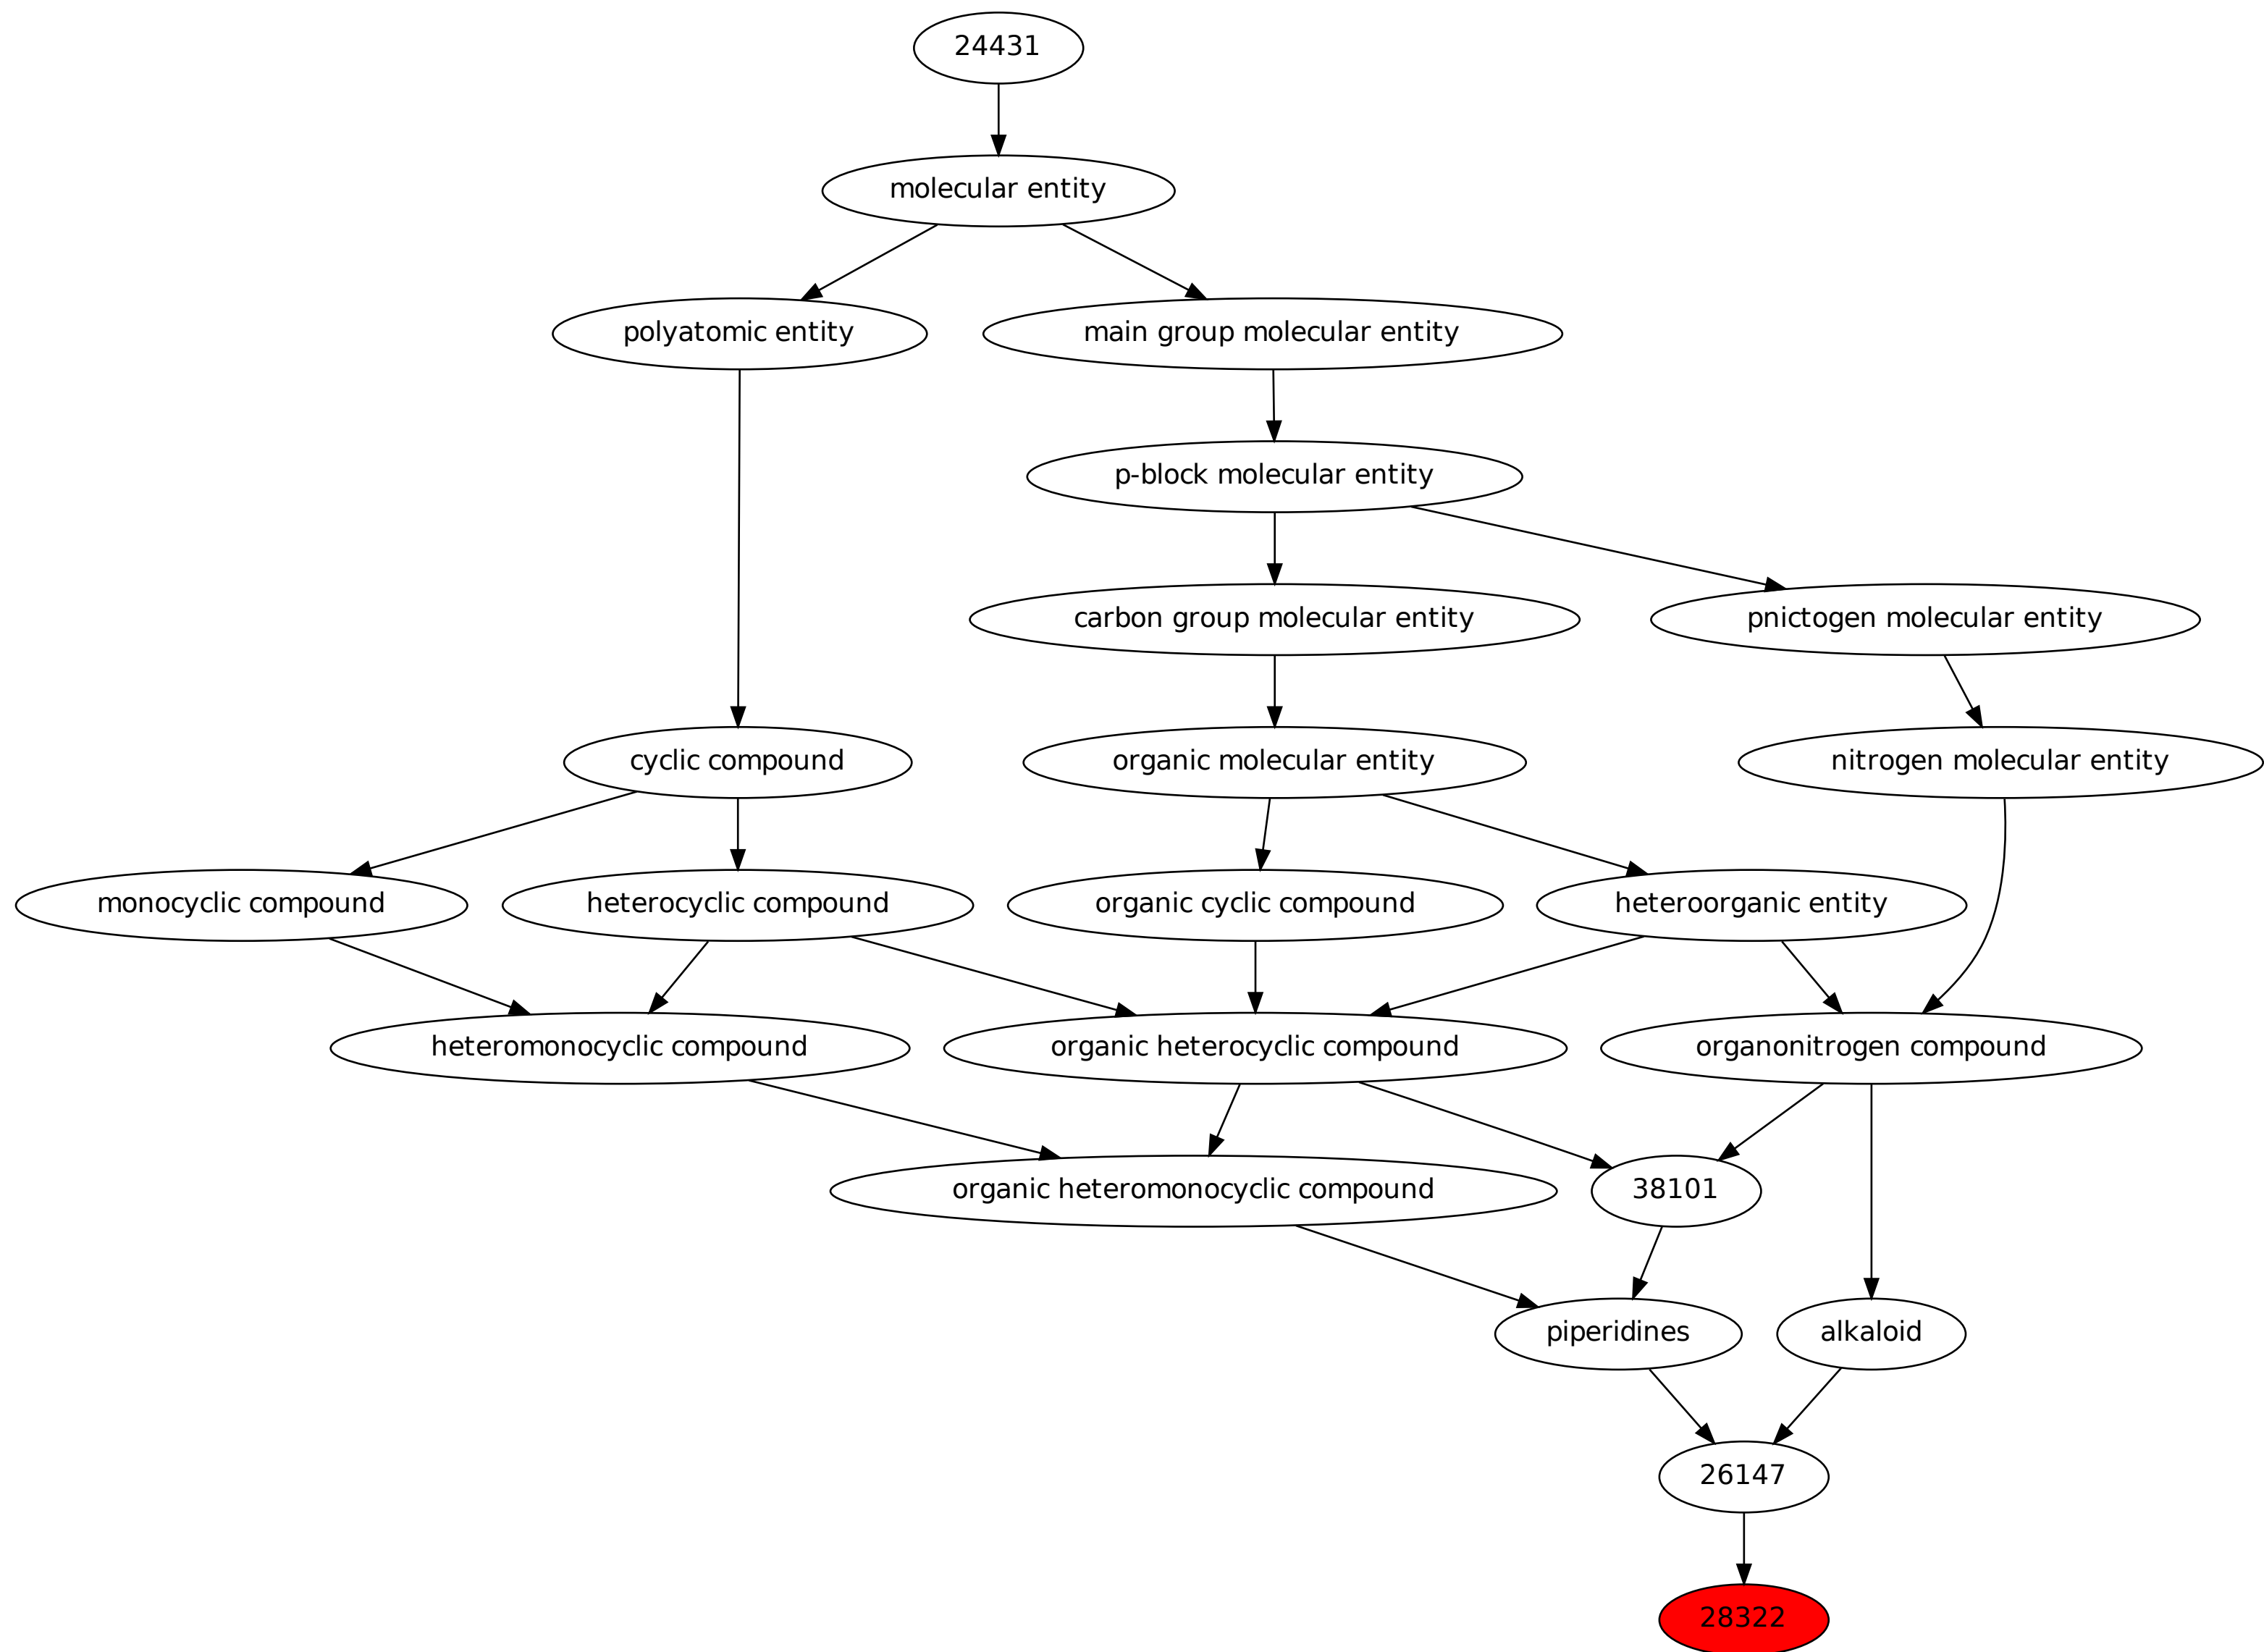 24431
molecular entity
polyatomic entity
main group molecular entity
p-block molecular entity
carbon group molecular entity
pnictogen molecular entity
cyclic compound
organic molecular entity
nitrogen molecular entity
monocyclic compound
heterocyclic compound
organic cyclic compound
heteroorganic entity
heteromonocyclic compound
organic heterocyclic compound
organonitrogen compound
organic heteromonocyclic compound
38101
piperidines
alkaloid
26147
28322